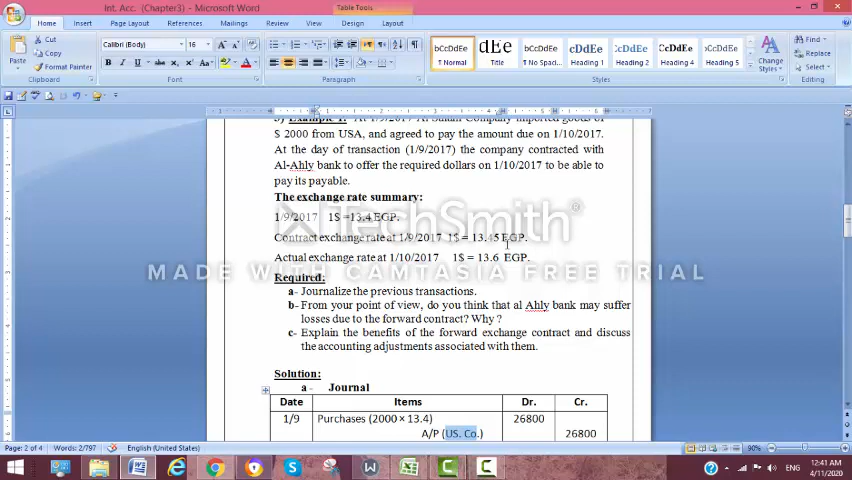 Int. Acc. (Chapter3) - Microsoft Word
Table Tools
Home Insert Page Layout References Mailings Review View Design Layout
Cut
Copy
Format Painter
Paste
Clipboard
Calibri (Body) 16
Font
Paragraph
bCcDdEe bCcDdEe bCcDdEe cDdEe bCcDdEe bCcDdEe bCcDdEe
¶ Normal Title ¶ No Spaci... Heading 1 Heading 2 Heading 4 Heading 5
Change Styles
Styles
Find
Replace
Select
Editing
3) Example 1: At 1/9/2017 Al Sultan Company imported goods of
$ 2000 from USA, and agreed to pay the amount due on 1/10/2017.
At the day of transaction (1/9/2017) the company contracted with
Al-Ahly bank to offer the required dollars on 1/10/2017 to be able to
pay its payable.
The exchange rate summary:
1/9/2017 1$ =13.4 EGP.
Contract exchange rate at 1/9/2017 1$ = 13.45 EGP.
Actual exchange rate at 1/10/2017 1$ = 13.6 EGP.
TechSmith®
MADE WITH CAMTASIA FREE TRIAL
Required:
a- Journalize the previous transactions.
b- From your point of view, do you think that al Ahly bank may suffer
losses due to the forward contract? Why ?
c- Explain the benefits of the forward exchange contract and discuss
the accounting adjustments associated with them.
Solution:
a - Journal
Date Items Dr. Cr.
1/9 Purchases (2000 × 13.4) 26800
A/P (US. Co.) 26800
Page: 2 of 4 Words: 2/797 English (United States) 90%
ENG 12:41 AM
4/11/2020